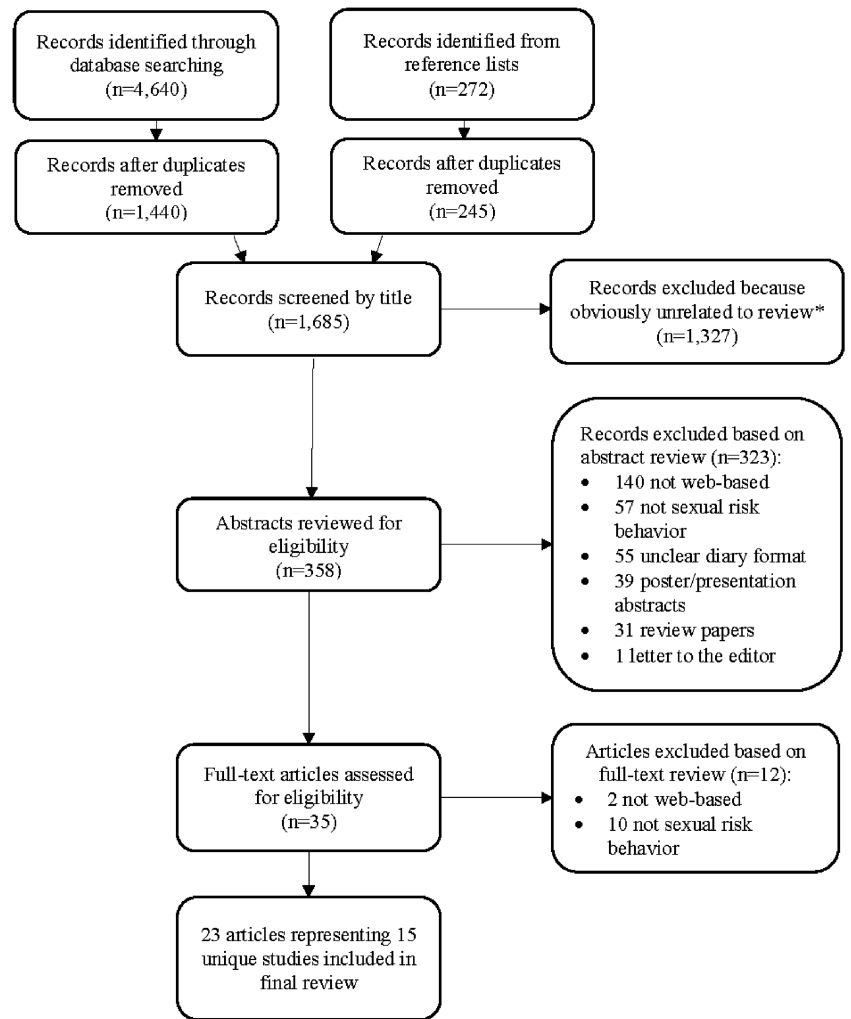 Records identified through
database searching
(n=4,640)
Records identified from
reference lists
(n=272)
Records after duplicates
removed
(n=1,440)
Records after duplicates
removed
(n=245)
Records screened by title
(n=1,685)
Records excluded because
obviously unrelated to review*
(n=1,327)
Records excluded based on
abstract review (n=323):
• 140 not web-based
• 57 not sexual risk
behavior
• 55 unclear diary format
• 39 poster/presentation
abstracts
• 31 review papers
• 1 letter to the editor
Abstracts reviewed for
eligibility
(n=358)
Full-text articles assessed
for eligibility
(n=35)
Articles excluded based on
full-text review (n=12):
• 2 not web-based
• 10 not sexual risk
behavior
23 articles representing 15
unique studies included in
final review